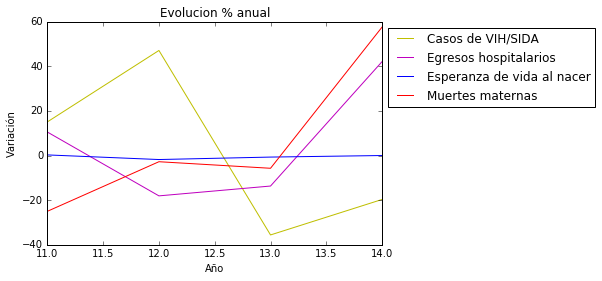 Evolucion % anual
60
40
20
0
−20
−40
Variación
11.0 11.5 12.0 12.5 13.0 13.5 14.0
Año
Casos de VIH/SIDA
Egresos hospitalarios
Esperanza de vida al nacer
Muertes maternas